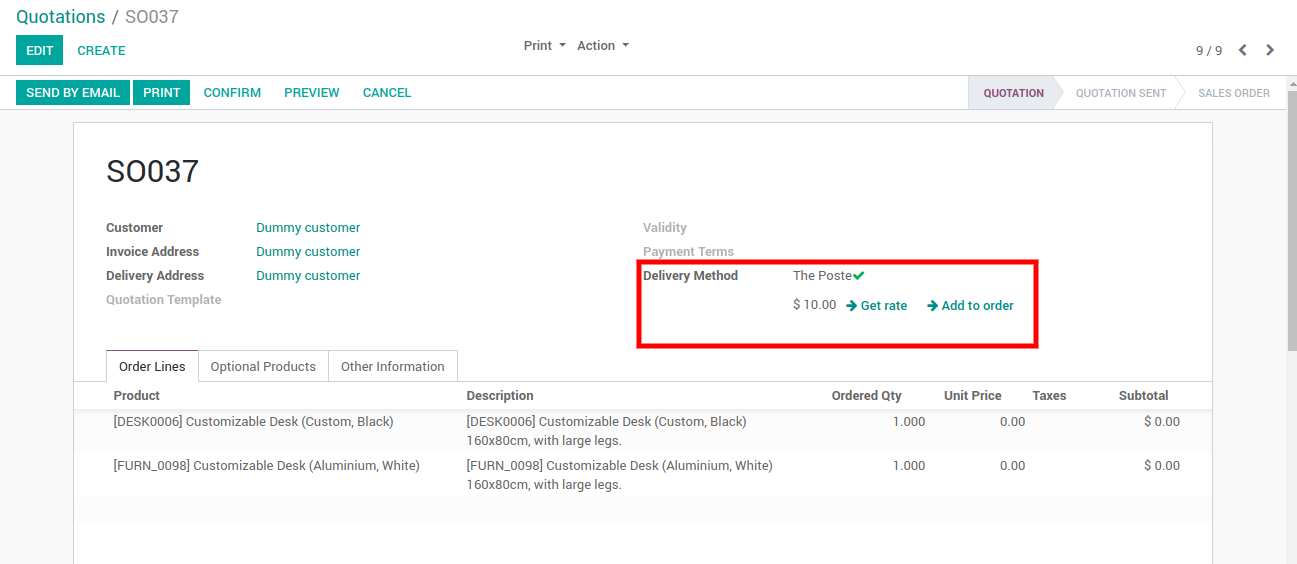 Quotations / SO037
EDIT CREATE
Print Action
9 / 9
SEND BY EMAIL PRINT CONFIRM PREVIEW CANCEL
QUOTATION QUOTATION SENT SALES ORDER
SO037
Customer Dummy customer
Validity
Invoice Address Dummy customer
Payment Terms
Delivery Address Dummy customer
Delivery Method The Poste
Quotation Template
$ 10.00 Get rate Add to order
Order Lines Optional Products Other Information
Product Description Ordered Qty Unit Price Taxes Subtotal
[DESK0006] Customizable Desk (Custom, Black) [DESK0006] Customizable Desk (Custom, Black) 1.000 0.00 $ 0.00
160x80cm, with large legs.
[FURN_0098] Customizable Desk (Aluminium, White) [FURN_0098] Customizable Desk (Aluminium, White) 1.000 0.00 $ 0.00
160x80cm, with large legs.